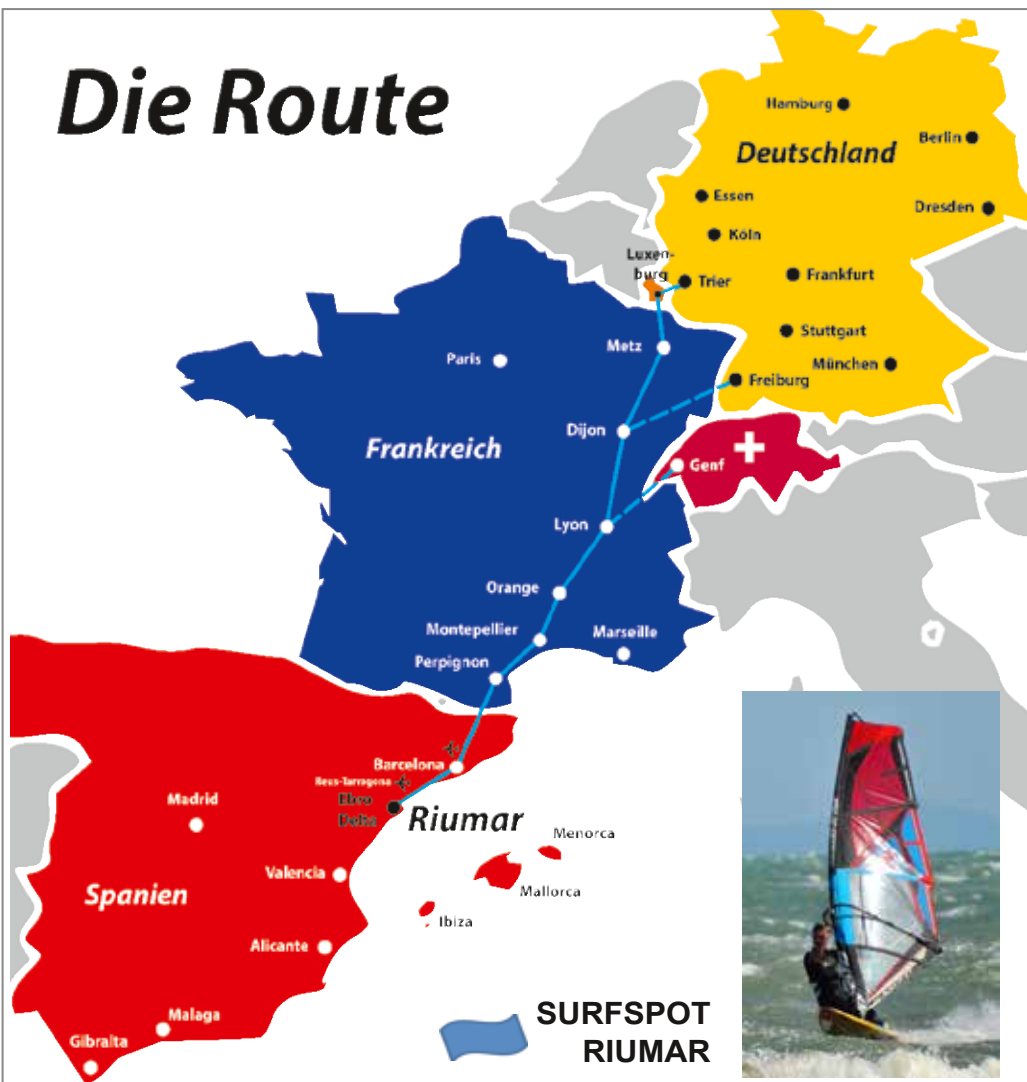 Die Route
Hamburg
Berlin
Deutschland
Essen
Dresden
Köln
Luxen-
burg
Trier
Frankfurt
Stuttgart
Metz
Paris
München
Freiburg
Dijon
Frankreich
Genf
Lyon
Orange
Montepellier
Marseille
Perpignon
Barcelona
Reus-Tarragona
Ebro
Delta
Riumar
Madrid
Menorca
Valencia
Mallorca
Spanien
Ibiza
Alicante
Malaga
Gibralta
SURFSPOT
RIUMAR